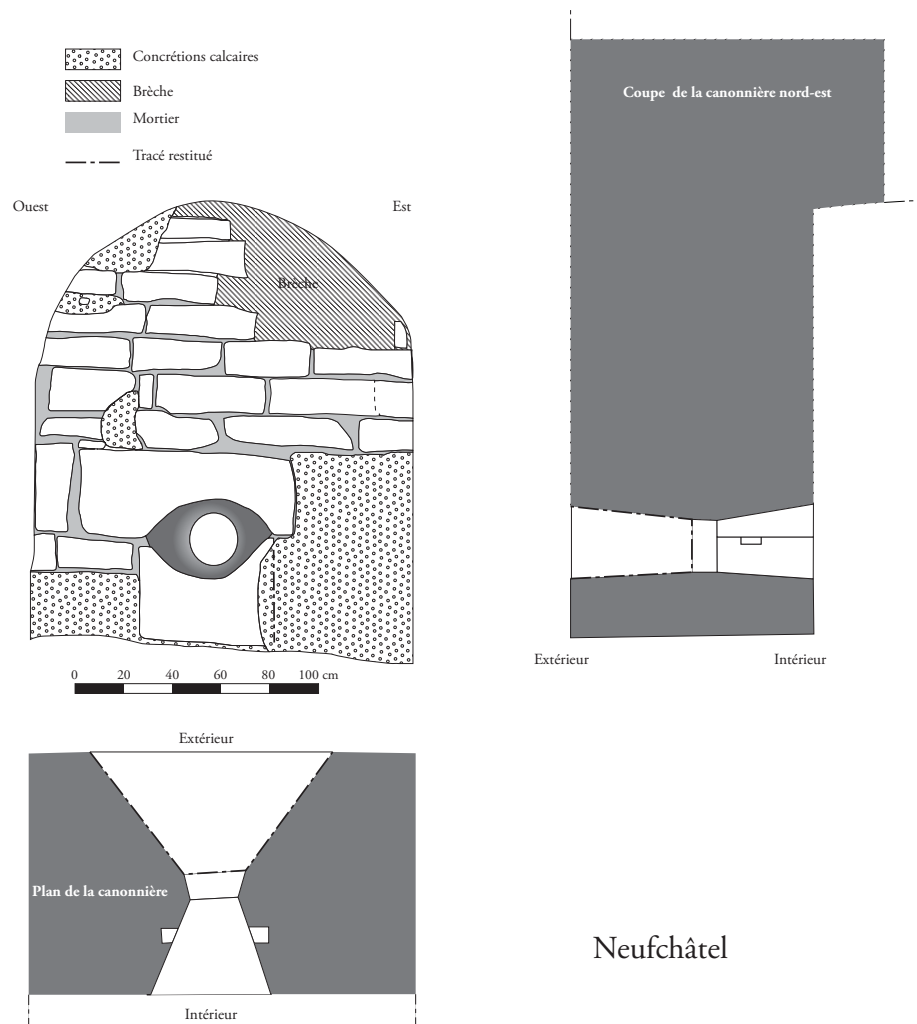 Concrétions calcaires
Brèche
Mortier
Tracé restitué
Ouest
Est
Brèche
0 20 40 60 80 100 cm
Coupe de la canonnière nord-est
Extérieur
Intérieur
Extérieur
Plan de la canonnière
Intérieur
Neufchâtel